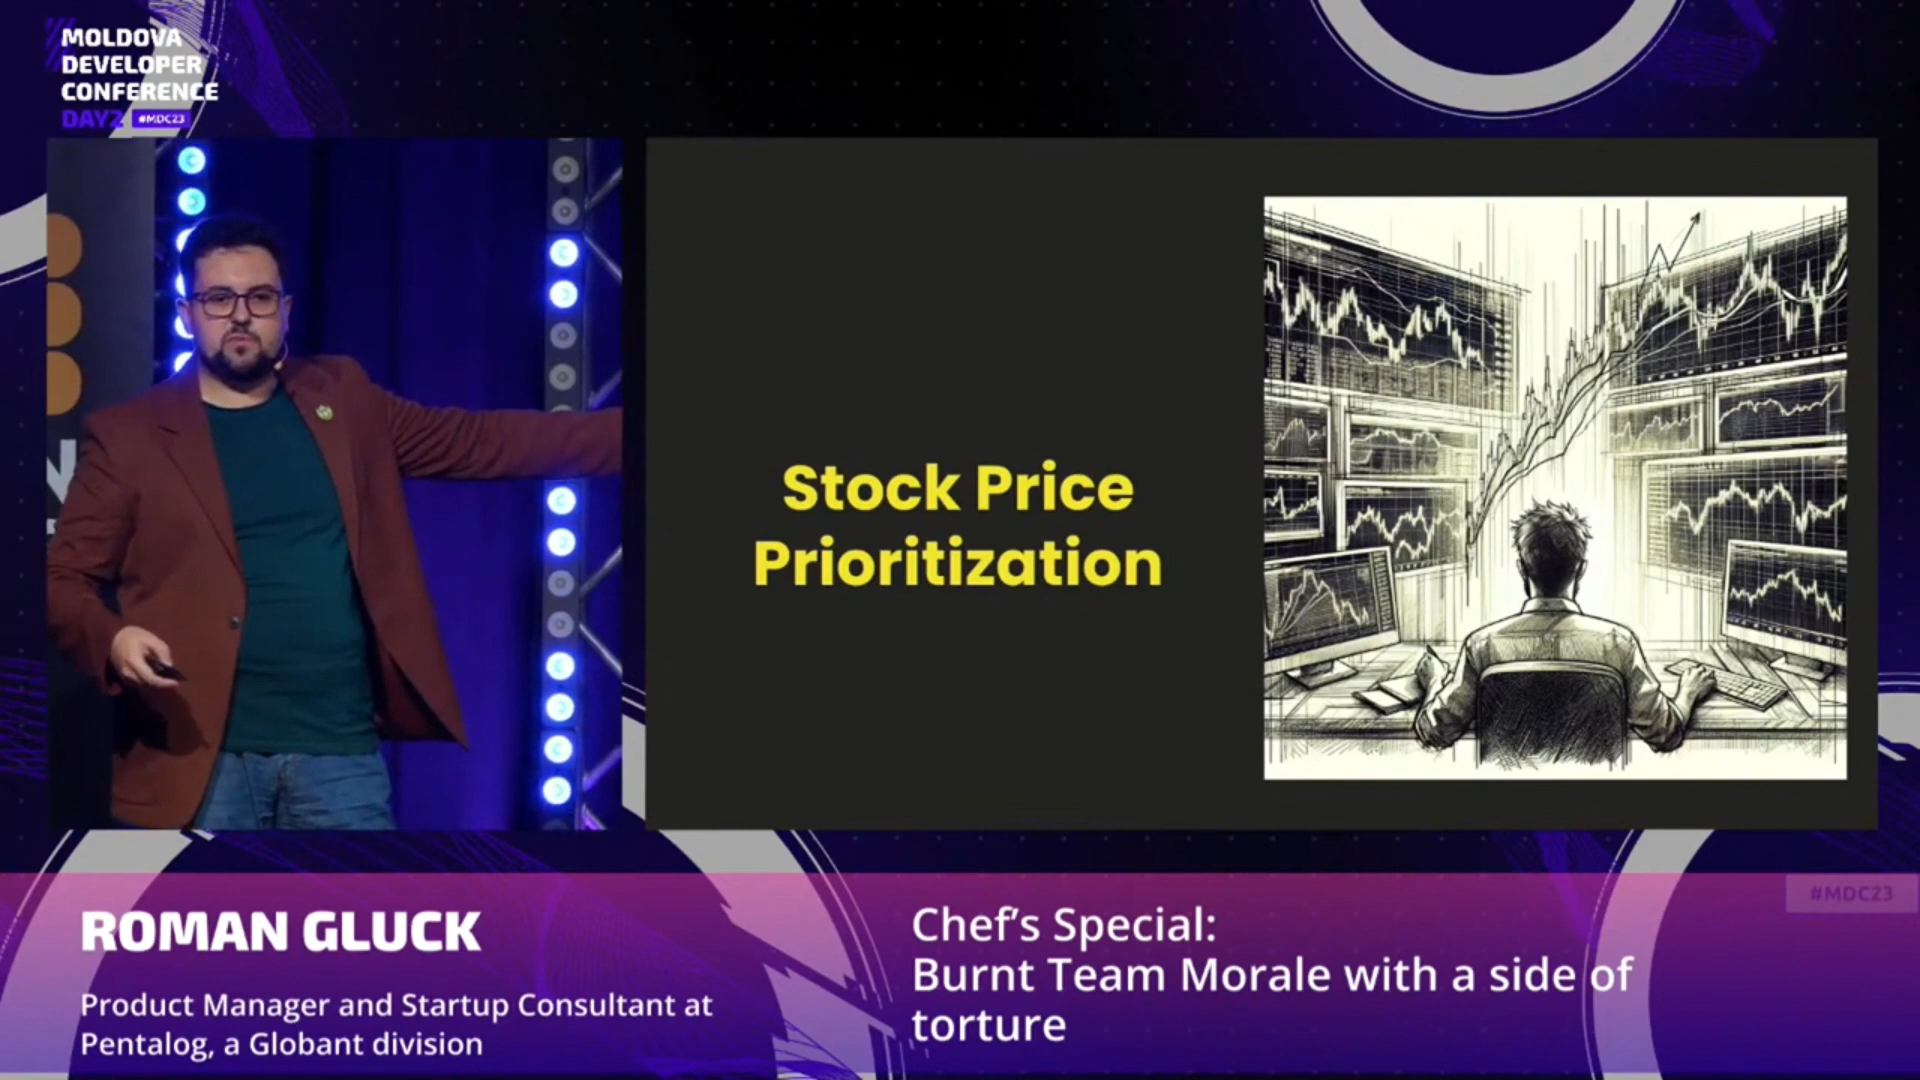 MOLDOVA
DEVELOPER
CONFERENCE
DAY2 #MDC23
N
Stock Price
Prioritization
#MDC23
ROMAN GLUCK
Product Manager and Startup Consultant at
Pentalog, a Globant division
Chef’s Special:
Burnt Team Morale with a side of
torture